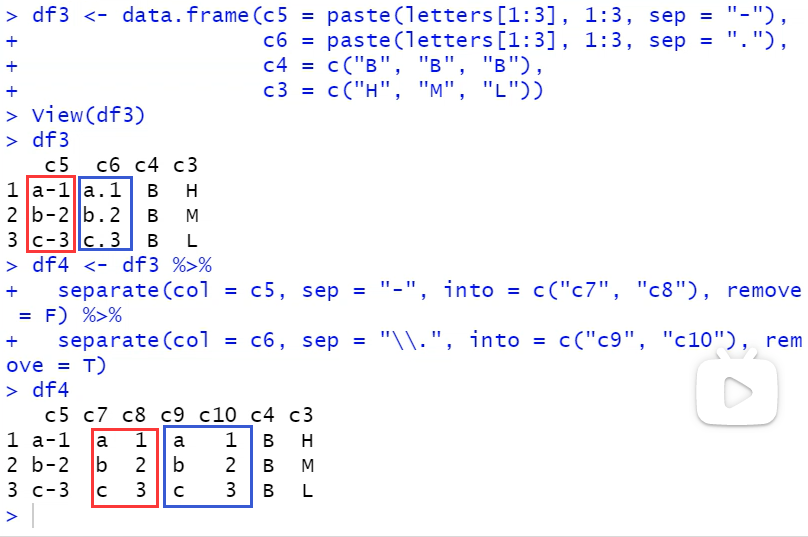 > df3 <- data.frame(c5 = paste(letters[1:3], 1:3, sep = "-"),
+                   c6 = paste(letters[1:3], 1:3, sep = "."),
+                   c4 = c("B", "B", "B"),
+                   c3 = c("H", "M", "L"))
> View(df3)
> df3
   c5  c6 c4 c3
1 a-1 a.1  B  H
2 b-2 b.2  B  M
3 c-3 c.3  B  L
> df4 <- df3 %>%
+   separate(col = c5, sep = "-", into = c("c7", "c8"), remove
 = F) %>%
+   separate(col = c6, sep = "\\.", into = c("c9", "c10"), rem
ove = T)
> df4
   c5 c7 c8 c9 c10 c4 c3
1 a-1  a  1  a   1  B  H
2 b-2  b  2  b   2  B  M
3 c-3  c  3  c   3  B  L
>